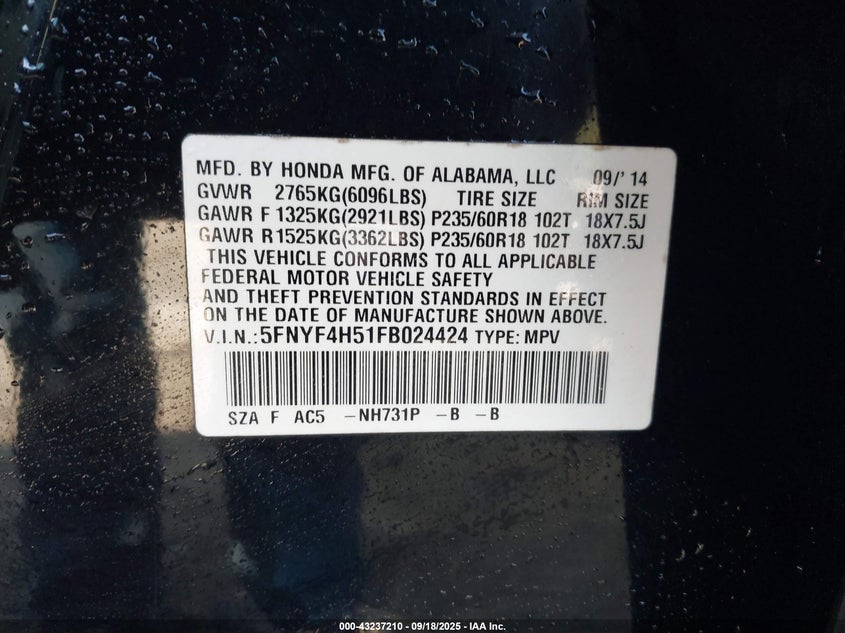 MFD. BY HONDA MFG. OF ALABAMA, LLC 09/'14
GVWR 2765KG(6096LBS) TIRE SIZE RIM SIZE
GAWR F 1325KG(2921LBS) P235/60R18 102T 18X7.5J
GAWR R 1525KG(3362LBS) P235/60R18 102T 18X7.5J
THIS VEHICLE CONFORMS TO ALL APPLICABLE
FEDERAL MOTOR VEHICLE SAFETY
AND THEFT PREVENTION STANDARDS IN EFFECT
ON THE DATE OF MANUFACTURE SHOWN ABOVE.
V.I.N.:5FNYF4H51FB024424 TYPE: MPV
SZA F AC5 -NH731P -B -B
000-43237210 - 09/18/2025 - IAA Inc.